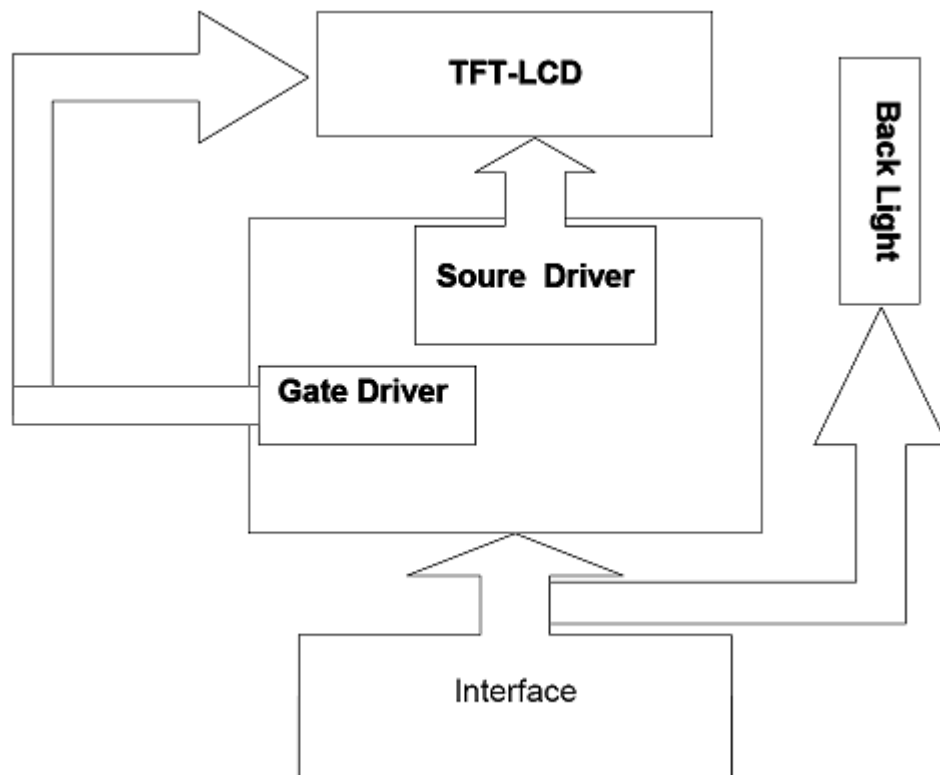 TFT-LCD
Back Light
Soure Driver
Gate Driver
Interface